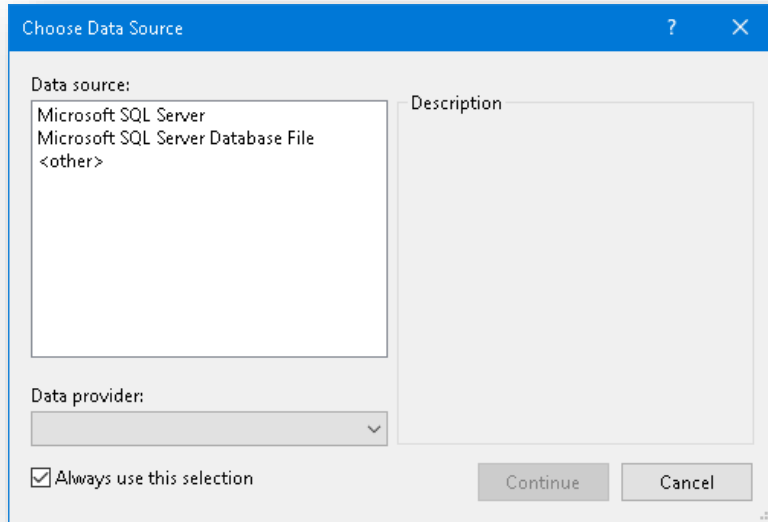 Choose Data Source ?
Data source:
Description
Microsoft SQL Server
Microsoft SQL Server Database File
<other>
Data provider:
Always use this selection
Continue
Cancel